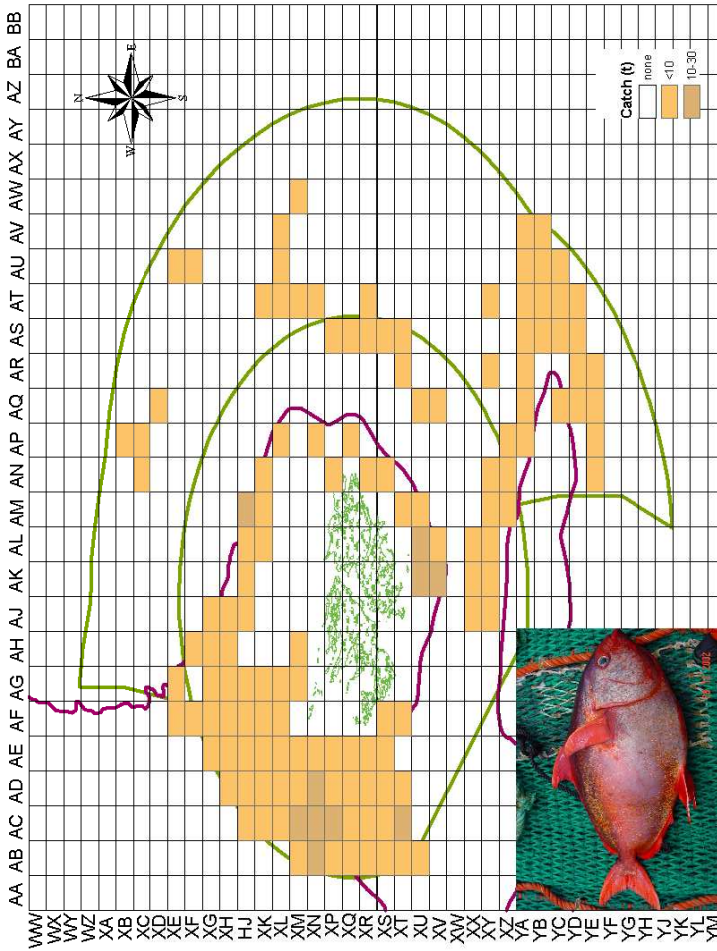 AA AB AC AD AE AF AG AH AJ AK AL AM AN AP AQ AR AS AT AU AV AW AX AY AZ BA BB
WW
WX
WY
WZ
XA
XB
XC
XD
XE
XF
XG
XH
HJ
XK
XL
XM
XN
XP
XQ
XR
XS
XT
XU
XV
XW
XX
XY
XZ
YA
YB
YC
YD
YE
YF
YG
YH
YJ
YK
YL
XM
N
W E
S
Catch (t)
none
<10
10-30